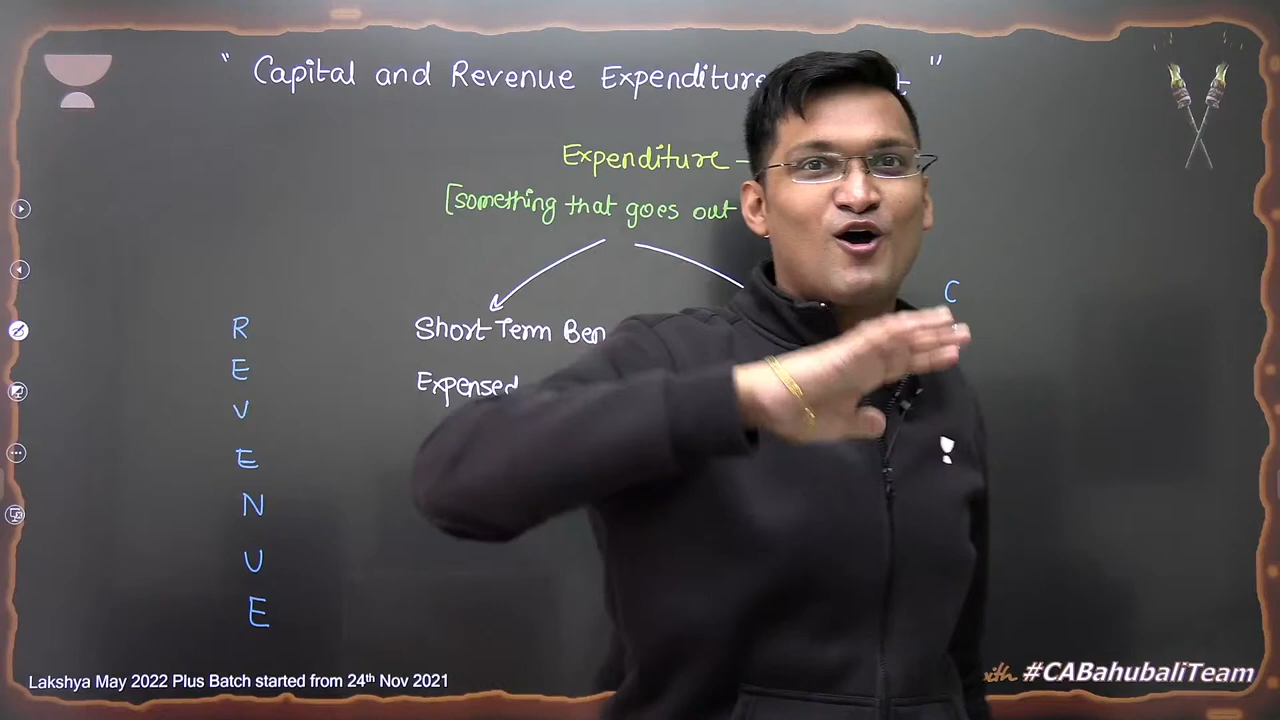 " Capital and Revenue Expenditure "
Expenditure –
[something that goes out
C
Short Term Ben
Expensed
R
E
V
E
N
U
E
Lakshya May 2022 Plus Batch started from 24th Nov 2021
with #CABahubaliTeam